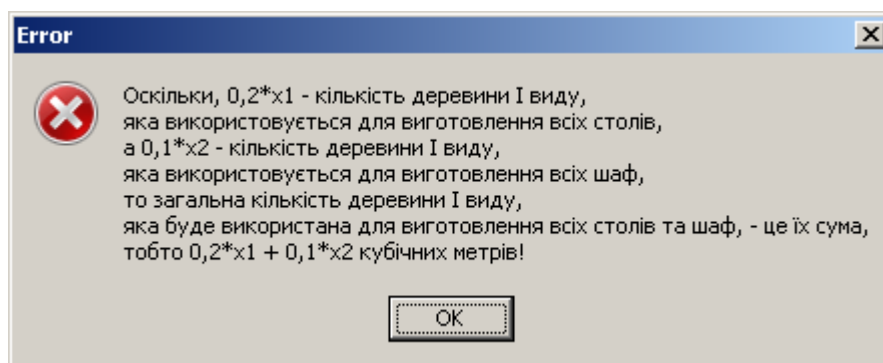 Error
Оскільки, 0,2*x1 - кількість деревини I виду,
яка використовується для виготовлення всіх столів,
а 0,1*x2 - кількість деревини I виду,
яка використовується для виготовлення всіх шаф,
то загальна кількість деревини I виду,
яка буде використана для виготовлення всіх столів та шаф, - це їх сума,
тобто 0,2*x1 + 0,1*x2 кубічних метрів!
OK